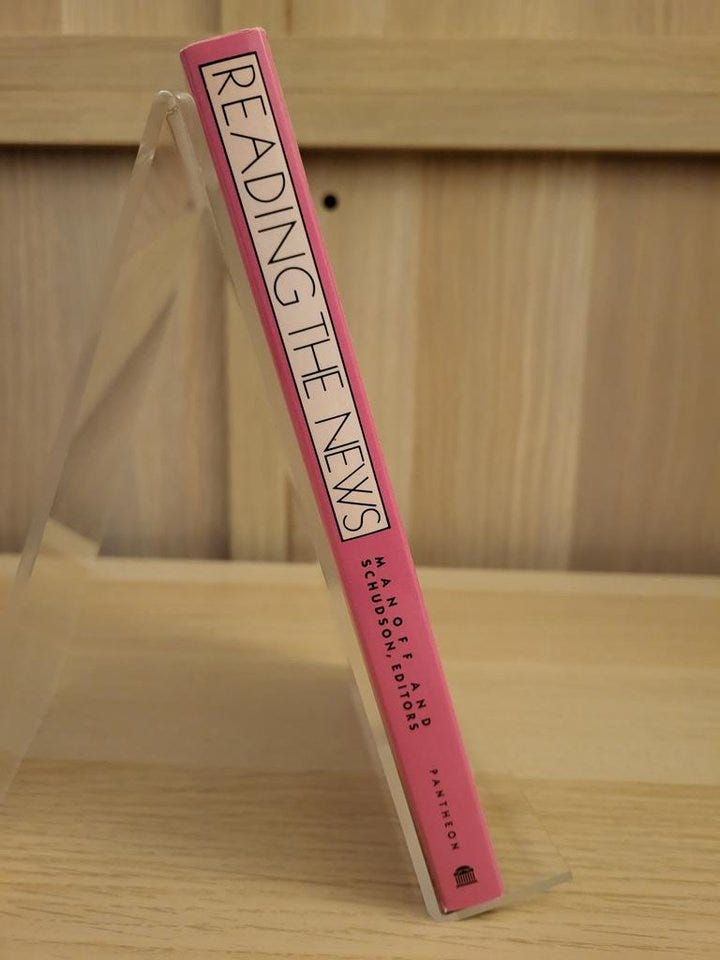 READING THE NEWS
MANOFF AND
SCHUDSON, EDITORS
PANTHEON